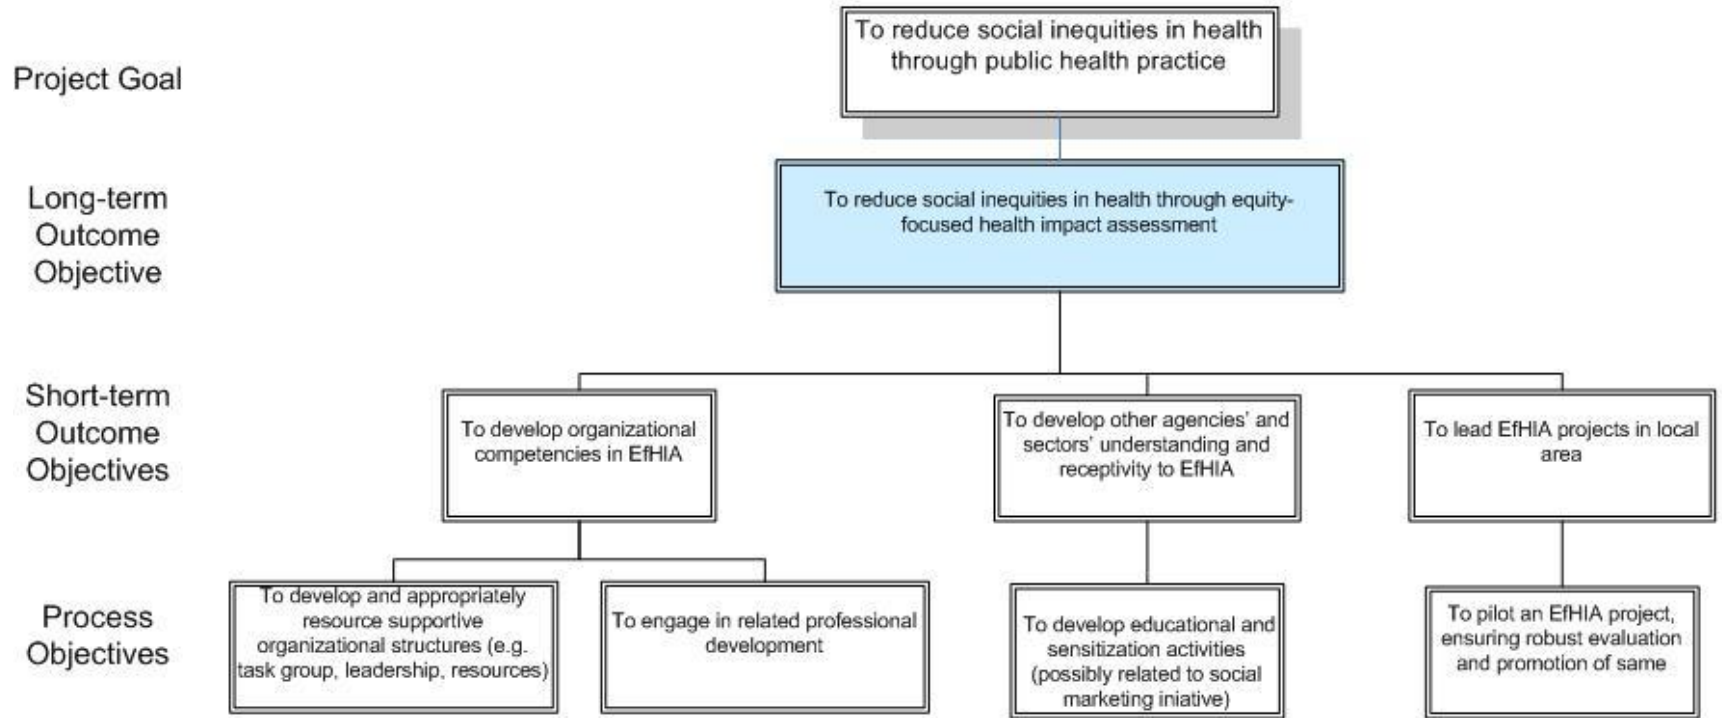 Project Goal
To reduce social inequities in health
through public health practice
Long-term
Outcome
Objective
To reduce social inequities in health through equity-
focused health impact assessment
Short-term
Outcome
Objectives
To develop organizational
competencies in EfHIA
To develop other agencies' and
sectors' understanding and
receptivity to EfHIA
To lead EfHIA projects in local
area
Process
Objectives
To develop and appropriately
resource supportive
organizational structures (e.g.
task group, leadership, resources)
To engage in related professional
development
To develop educational and
sensitization activities
(possibly related to social
marketing iniative)
To pilot an EfHIA project,
ensuring robust evaluation
and promotion of same